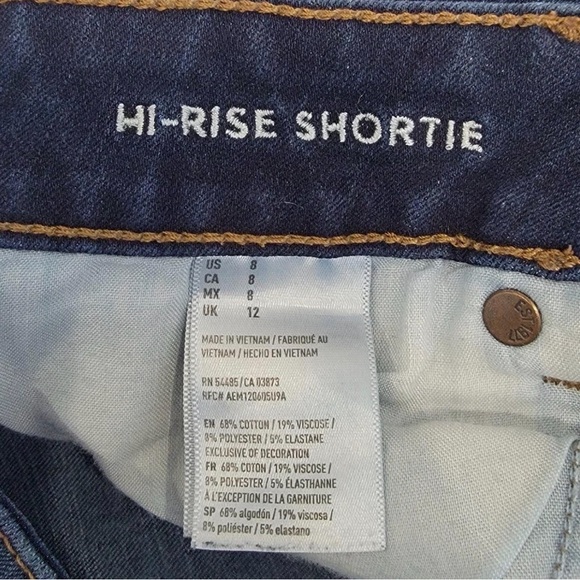 HI-RISE SHORTIE
US 8
CA 8
MX 8
UK 12
MADE IN VIETNAM / FABRIQUÉ AU
VIETNAM / HECHO EN VIETNAM
RN 54485 / CA 03873
RFC# AEM120605U9A
EN 68% COTTON / 19% VISCOSE /
8% POLYESTER / 5% ELASTANE
EXCLUSIVE OF DECORATION
FR 68% COTON / 19% VISCOSE /
8% POLYESTER / 5% ÉLASTHANNE
À L'EXCEPTION DE LA GARNITURE
SP 68% algodón / 19% viscosa /
8% poliéster / 5% elastano
EST 1977